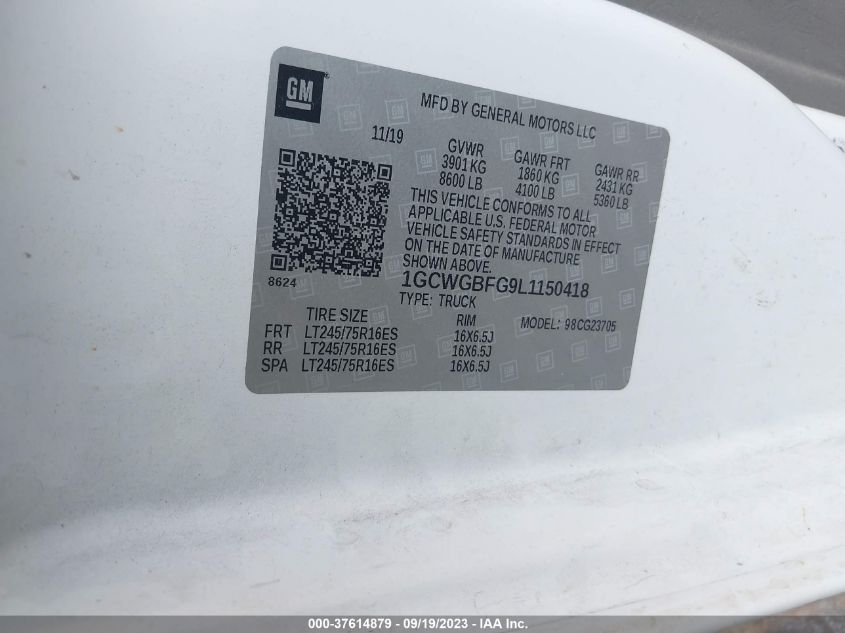 GM
MFD BY GENERAL MOTORS LLC
11/19
GVWR
3901 KG
8600 LB
GAWR FRT
1860 KG
4100 LB
GAWR RR
2431 KG
5360 LB
THIS VEHICLE CONFORMS TO ALL
APPLICABLE U.S. FEDERAL MOTOR
VEHICLE SAFETY STANDARDS IN EFFECT
ON THE DATE OF MANUFACTURE
SHOWN ABOVE.
8624
1GCWGBFG9L1150418
TYPE: TRUCK
TIRE SIZE RIM MODEL: 98CG23705
FRT LT245/75R16ES 16X6.5J
RR LT245/75R16ES 16X6.5J
SPA LT245/75R16ES 16X6.5J
000-37614879 - 09/19/2023 - IAA Inc.